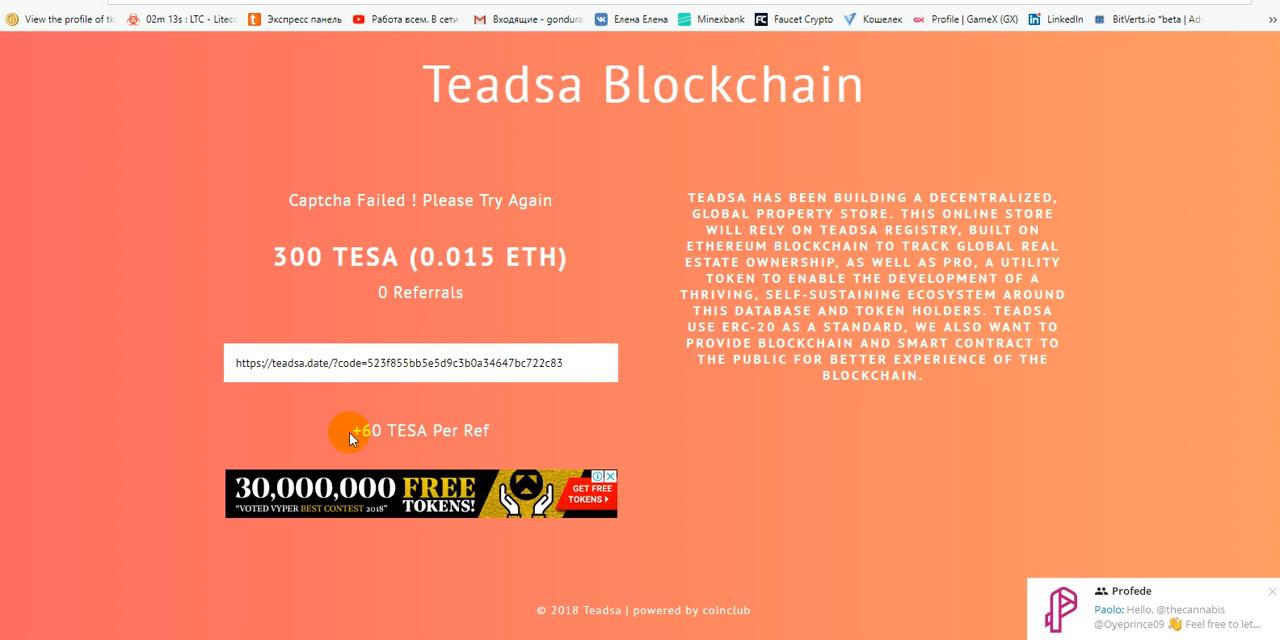 View the profile of
02m 13s : LTC - Litec
Экспресс панель
Работа всем. В сети
Входящие - gondura
Елена Елена
Minexbank
FC Faucet Crypto
Кошелек
GX Profile | GameX (GX)
in LinkedIn
BitVerts.io *beta | Ad
»
Teadsa Blockchain
Captcha Failed ! Please Try Again
300 TESA (0.015 ETH)
0 Referrals
https://teadsa.date/?code=523f855bb5e5d9c3b0a34647bc722c83
+60 TESA Per Ref
30,000,000 FREE TOKENS!
"VOTED VYPER BEST CONTEST 2018"
GET FREE
TOKENS
TEADSA HAS BEEN BUILDING A DECENTRALIZED,
GLOBAL PROPERTY STORE. THIS ONLINE STORE
WILL RELY ON TEADSA REGISTRY, BUILT ON
ETHEREUM BLOCKCHAIN TO TRACK GLOBAL REAL
ESTATE OWNERSHIP, AS WELL AS PRO, A UTILITY
TOKEN TO ENABLE THE DEVELOPMENT OF A
THRIVING, SELF-SUSTAINING ECOSYSTEM AROUND
THIS DATABASE AND TOKEN HOLDERS. TEADSA
USE ERC-20 AS A STANDARD, WE ALSO WANT TO
PROVIDE BLOCKCHAIN AND SMART CONTRACT TO
THE PUBLIC FOR BETTER EXPERIENCE OF THE
BLOCKCHAIN.
© 2018 Teadsa | powered by coinclub
Profede
Paolo: Hello, @thecannabis
@Oyeprince09 👋 Feel free to let...